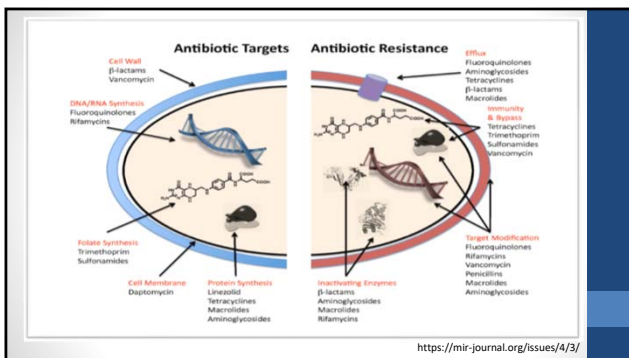 Antibiotic Targets
Antibiotic Resistance
Cell Wall
β-lactams
Vancomycin
DNA/RNA Synthesis
Fluoroquinolones
Rifamycins
Folate Synthesis
Trimethoprim
Sulfonamides
Cell Membrane
Daptomycin
Protein Synthesis
Linezolid
Tetracyclines
Macrolides
Aminoglycosides
Efflux
Fluoroquinolones
Aminoglycosides
Tetracyclines
β-lactams
Macrolides
Immunity
& Bypass
Tetracyclines
Trimethoprim
Sulfonamides
Vancomycin
Target Modification
Fluoroquinolones
Rifamycins
Vancomycin
Penicillins
Macrolides
Aminoglycosides
Inactivating Enzymes
β-lactams
Aminoglycosides
Macrolides
Rifamycins
https://mir-journal.org/issues/4/3/